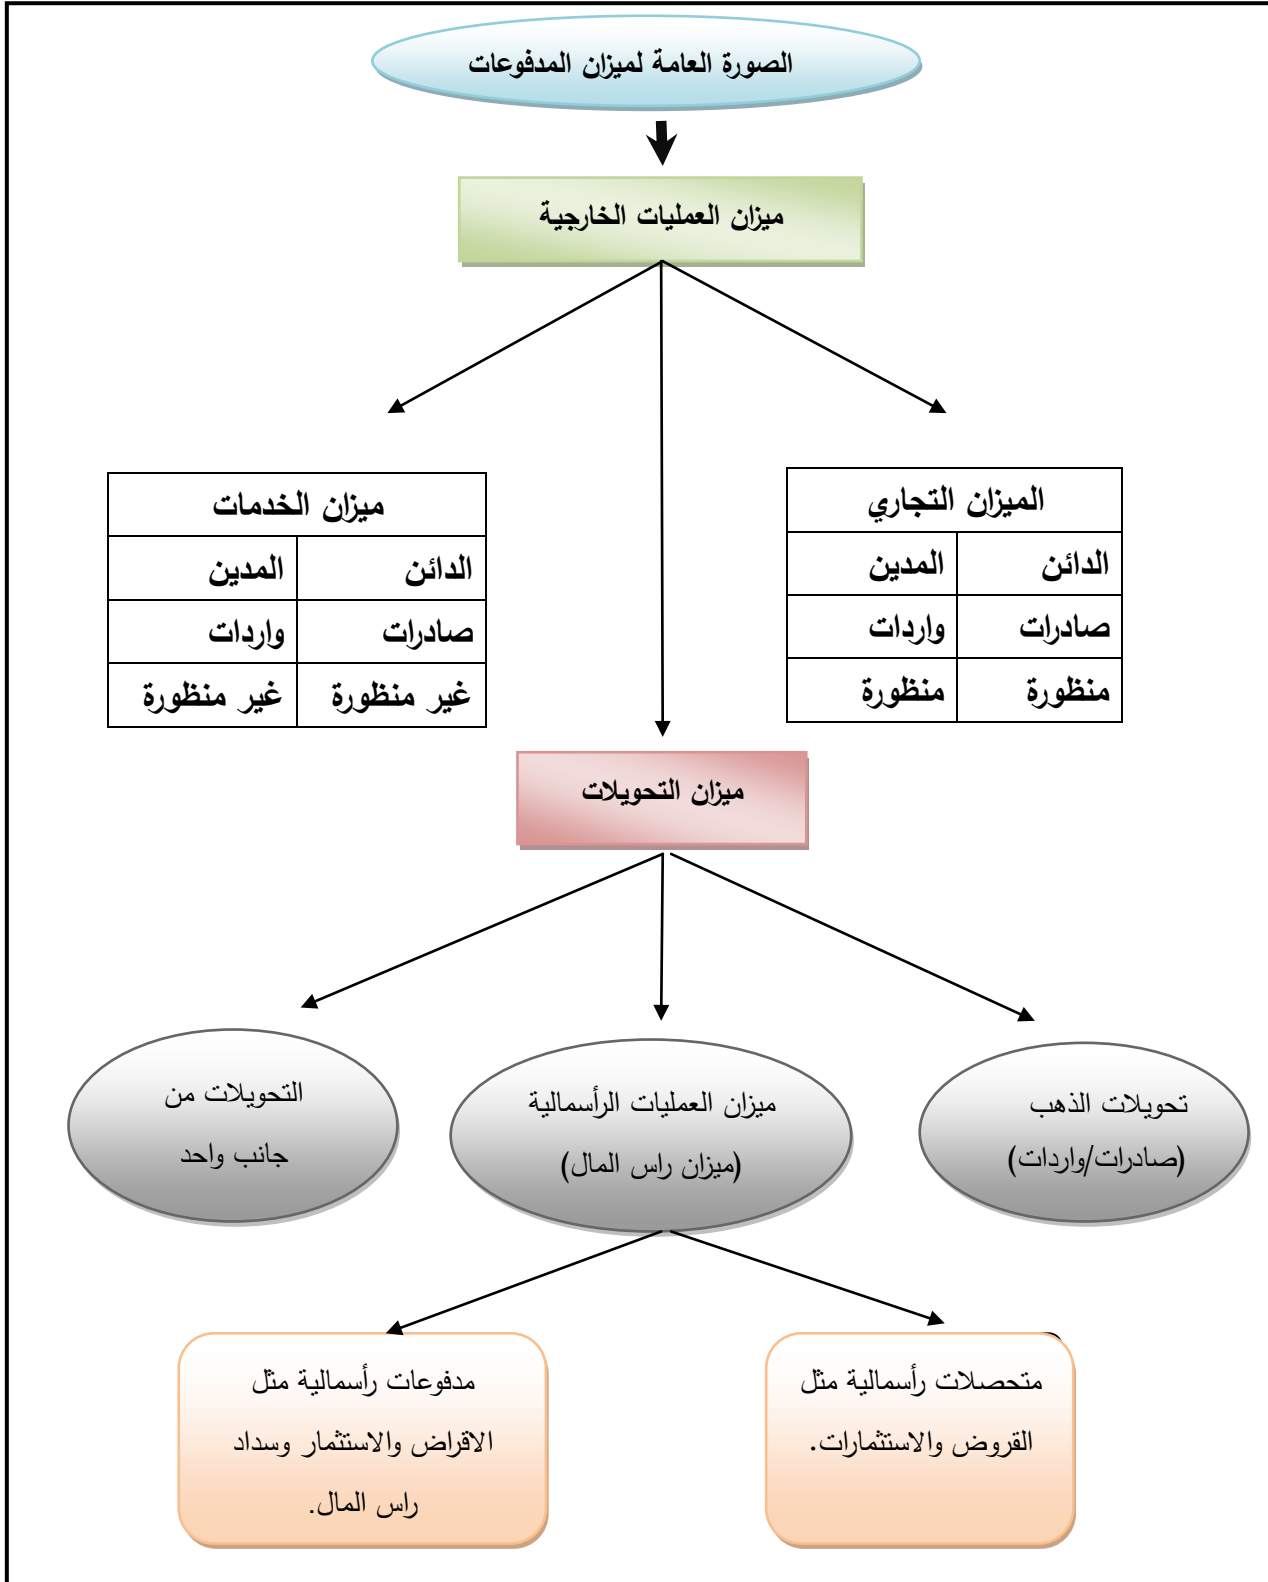 الصورة العامة لميزان المدفوعات
ميزان العمليات الخارجية
الميزان التجاري
الدائن
المدين
صادرات
واردات
منظورة
منظورة
ميزان الخدمات
الدائن
المدين
صادرات
واردات
غير منظورة
غير منظورة
ميزان التحويلات
تحويلات الذهب
(صادرات/واردات)
ميزان العمليات الرأسمالية
(ميزان راس المال)
التحويلات من
جانب واحد
متحصلات رأسمالية مثل
القروض والاستثمارات.
مدفوعات رأسمالية مثل
الاقراض والاستثمار وسداد
راس المال.